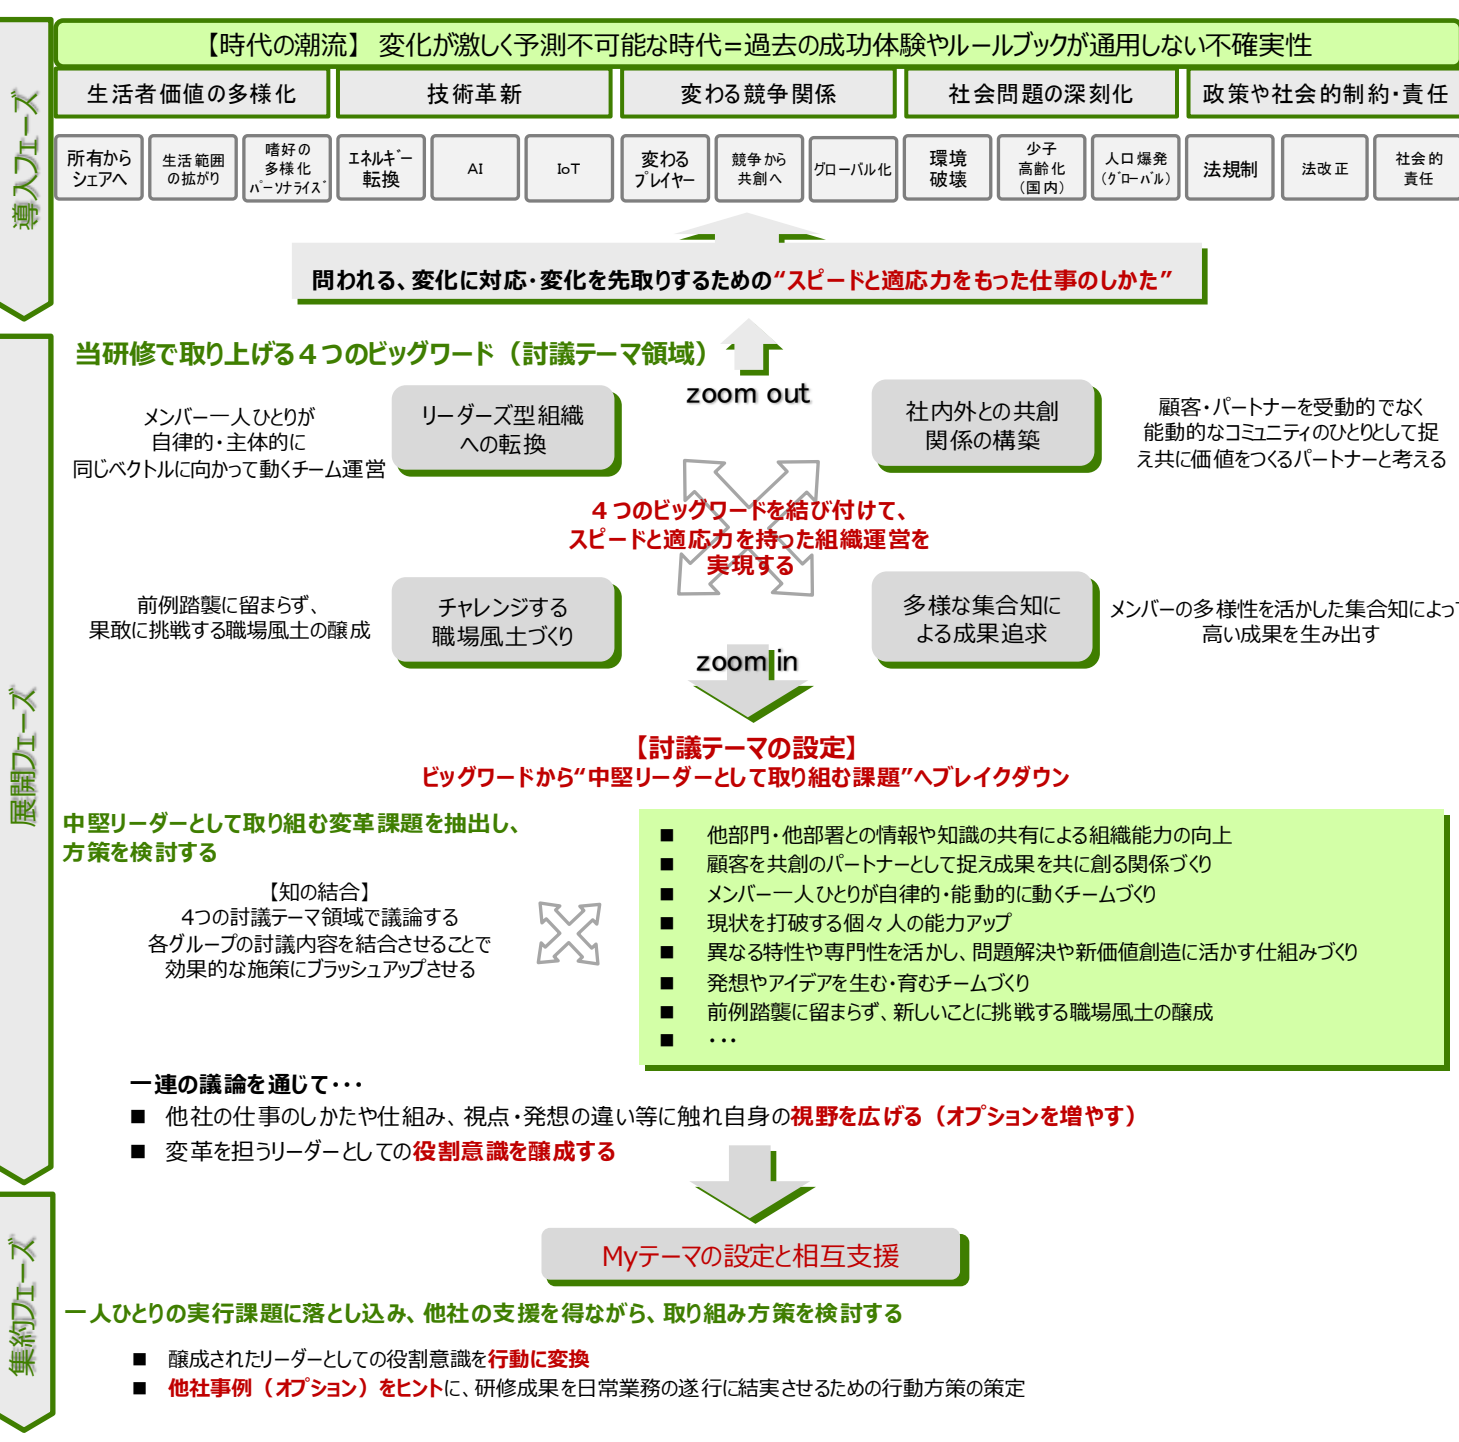 導入フェーズ
【時代の潮流】 変化が激しく予測不可能な時代=過去の成功体験やルールブックが通用しない不確実性
生活者価値の多様化
技術革新
変わる競争関係
社会問題の深刻化
政策や社会的制約・責任
所有から
シェアへ
生活範囲
の拡がり
嗜好の
多様化
パーソナライズ
エネルギー
転換
AI
IoT
変わる
プレイヤー
競争から
共創へ
グローバル化
環境
破壊
少子
高齢化
(国内)
人口爆発
(グローバル)
法規制
法改正
社会的
責任
問われる、変化に対応・変化を先取りするための“スピードと適応力をもった仕事のしかた”
展開フェーズ
当研修で取り上げる4つのビッグワード(討議テーマ領域)
zoom out
メンバー一人ひとりが
自律的・主体的に
同じベクトルに向かって動くチーム運営
リーダーズ型組織
への転換
社内外との共創
関係の構築
顧客・パートナーを受動的でなく
能動的なコミュニティのひとりとして捉
え共に価値をつくるパートナーと考える
4つのビッグワードを結び付けて、
スピードと適応力を持った組織運営を
実現する
前例踏襲に留まらず、
果敢に挑戦する職場風土の醸成
チャレンジする
職場風土づくり
多様な集合知に
よる成果追求
メンバーの多様性を活かした集合知によって
高い成果を生み出す
zoom in
【討議テーマの設定】
ビッグワードから“中堅リーダーとして取り組む課題”へブレイクダウン
中堅リーダーとして取り組む変革課題を抽出し、
方策を検討する
【知の結合】
4つの討議テーマ領域で議論する
各グループの討議内容を結合させることで
効果的な施策にブラッシュアップさせる
■ 他部門・他部署との情報や知識の共有による組織能力の向上
■ 顧客を共創のパートナーとして捉え成果を共に創る関係づくり
■ メンバー一人ひとりが自律的・能動的に動くチームづくり
■ 現状を打破する個々人の能力アップ
■ 異なる特性や専門性を活かし、問題解決や新価値創造に活かす仕組みづくり
■ 発想やアイデアを生む・育むチームづくり
■ 前例踏襲に留まらず、新しいことに挑戦する職場風土の醸成
■ ・・・
一連の議論を通じて・・・
■ 他社の仕事のしかたや仕組み、視点・発想の違い等に触れ自身の視野を広げる(オプションを増やす)
■ 変革を担うリーダーとしての役割意識を醸成する
集約フェーズ
Myテーマの設定と相互支援
一人ひとりの実行課題に落とし込み、他社の支援を得ながら、取り組み方策を検討する
■ 醸成されたリーダーとしての役割意識を行動に変換
■ 他社事例(オプション)をヒントに、研修成果を日常業務の遂行に結実させるための行動方策の策定